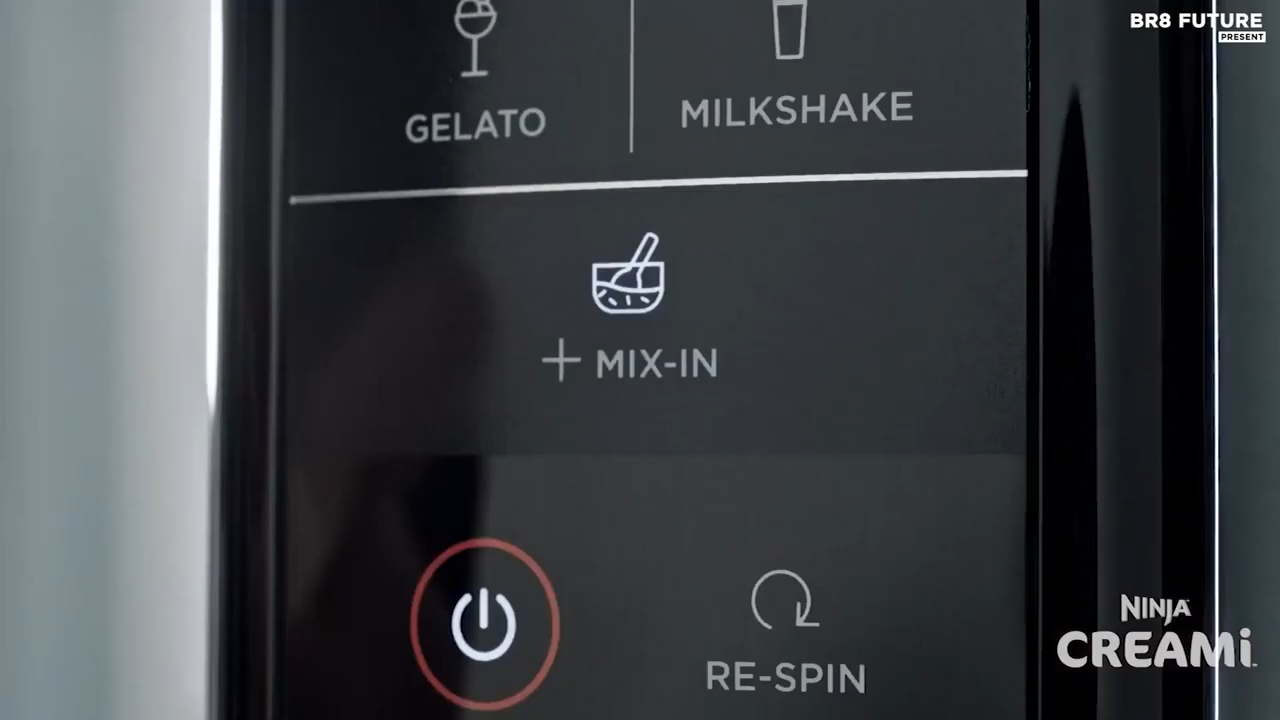 BR8 FUTURE
PRESENT
GELATO
MILKSHAKE
+ MIX-IN
RE-SPIN
NINJA
CREAMi